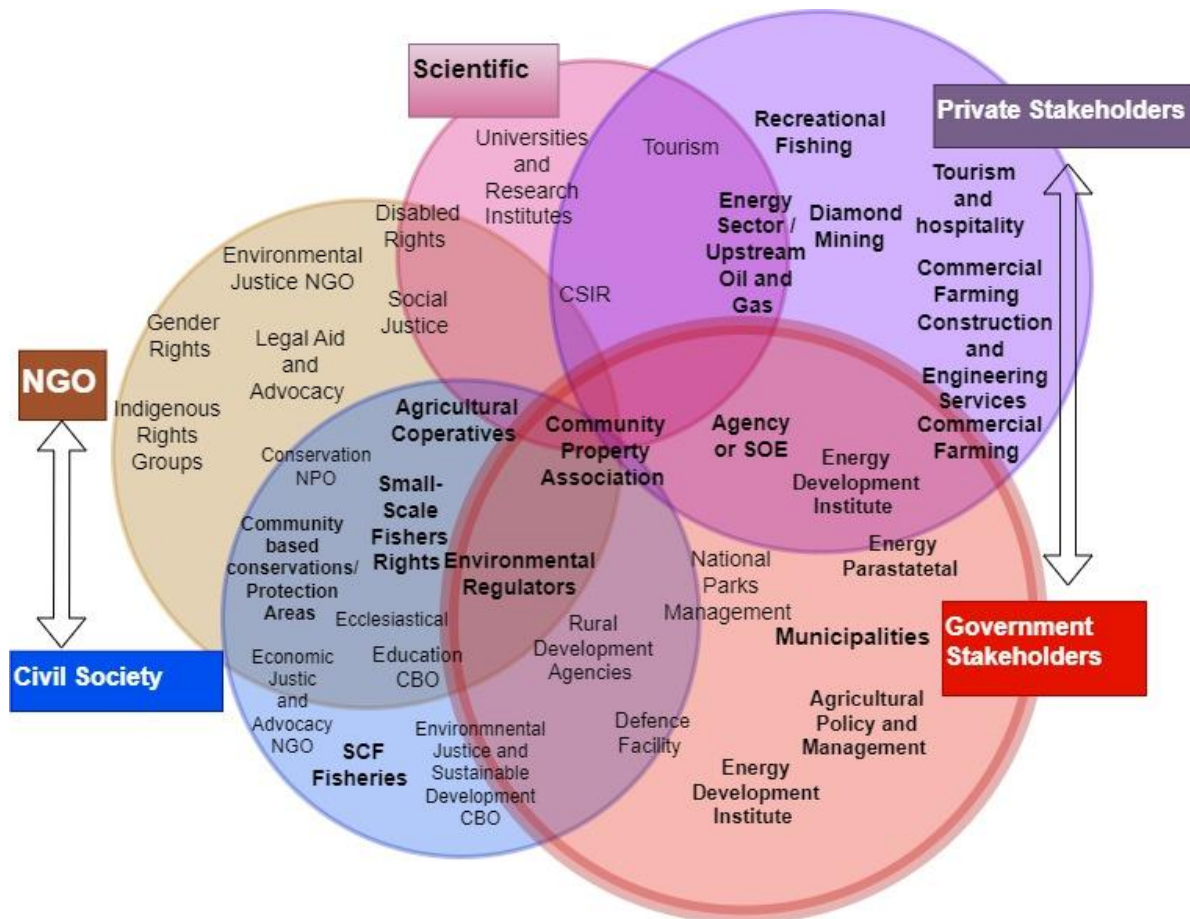 Scientific
Private Stakeholders
Recreational
Fishing
Universities
and
Research
Institutes
Tourism
Tourism
and
hospitality
Energy
Sector /
Upstream
Oil and
Gas
Diamond
Mining
Disabled
Rights
Environmental
Justice NGO
Social
Justice
CSIR
Commercial
Farming
Construction
and
Engineering
Services
Commercial
Farming
Gender
Rights
Legal Aid
and
Advocacy
NGO
Indigenous
Rights
Groups
Agricultural
Coperatives
Community
Property
Association
Agency
or SOE
Energy
Development
Institute
Conservation
NPO
Small-
Scale
Fishers
Rights
Community
based
conservations/
Protection
Areas
Environmental
Regulators
National
Parks
Management
Energy
Parastatetal
Ecclesiastical
Rural
Development
Agencies
Municipalities
Government
Stakeholders
Civil Society
Economic
Justic
and
Advocacy
NGO
Education
CBO
SCF
Fisheries
Environmnental
Justice and
Sustainable
Development
CBO
Defence
Facility
Agricultural
Policy and
Management
Energy
Development
Institute